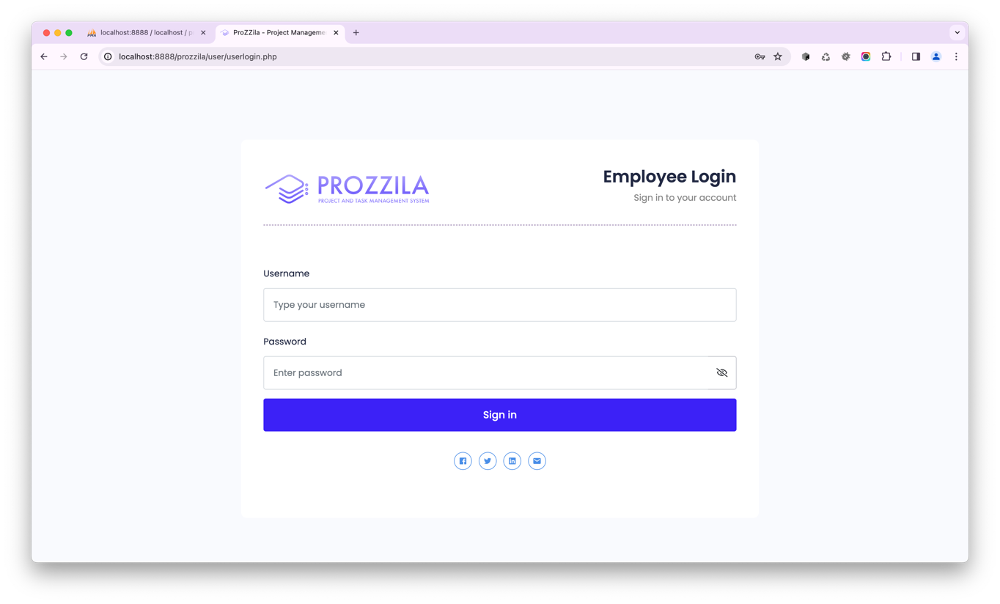 localhost:8888 / localhost / p
ProZZila - Project Manageme
localhost:8888/prozzila/user/userlogin.php
PROZZILA
PROJECT AND TASK MANAGEMENT SYSTEM
Employee Login
Sign in to your account
Username
Type your username
Password
Enter password
Sign in